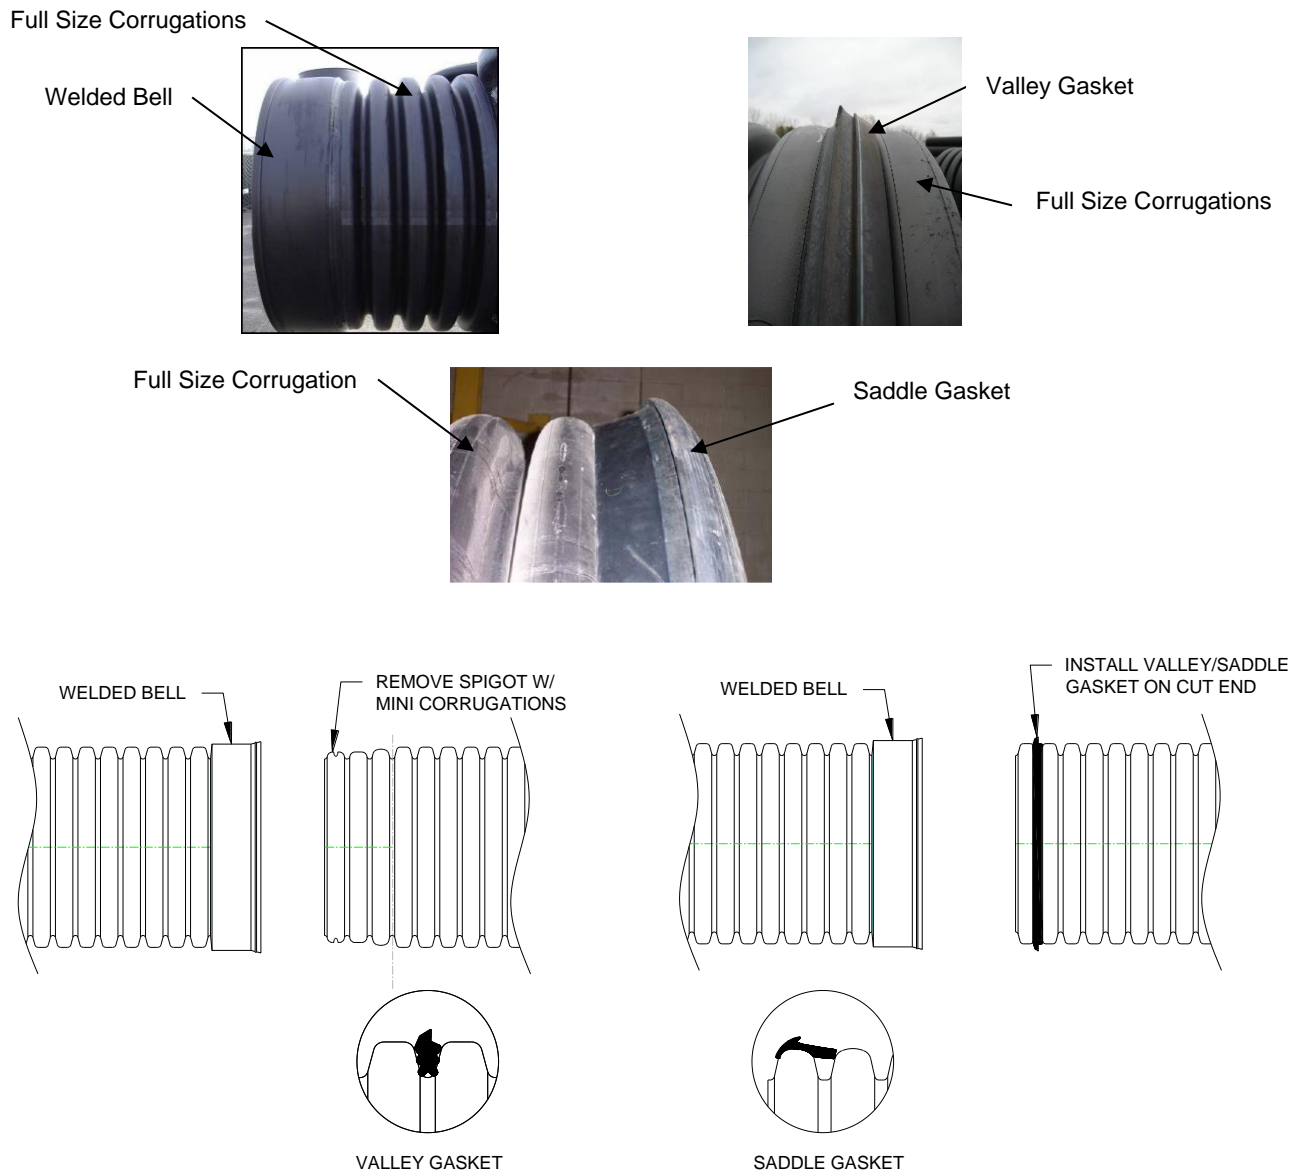 Full Size Corrugations
Welded Bell
Valley Gasket
Full Size Corrugations
Full Size Corrugation
Saddle Gasket
WELDED BELL
REMOVE SPIGOT W/
MINI CORRUGATIONS
WELDED BELL
INSTALL VALLEY/SADDLE
GASKET ON CUT END
VALLEY GASKET
SADDLE GASKET